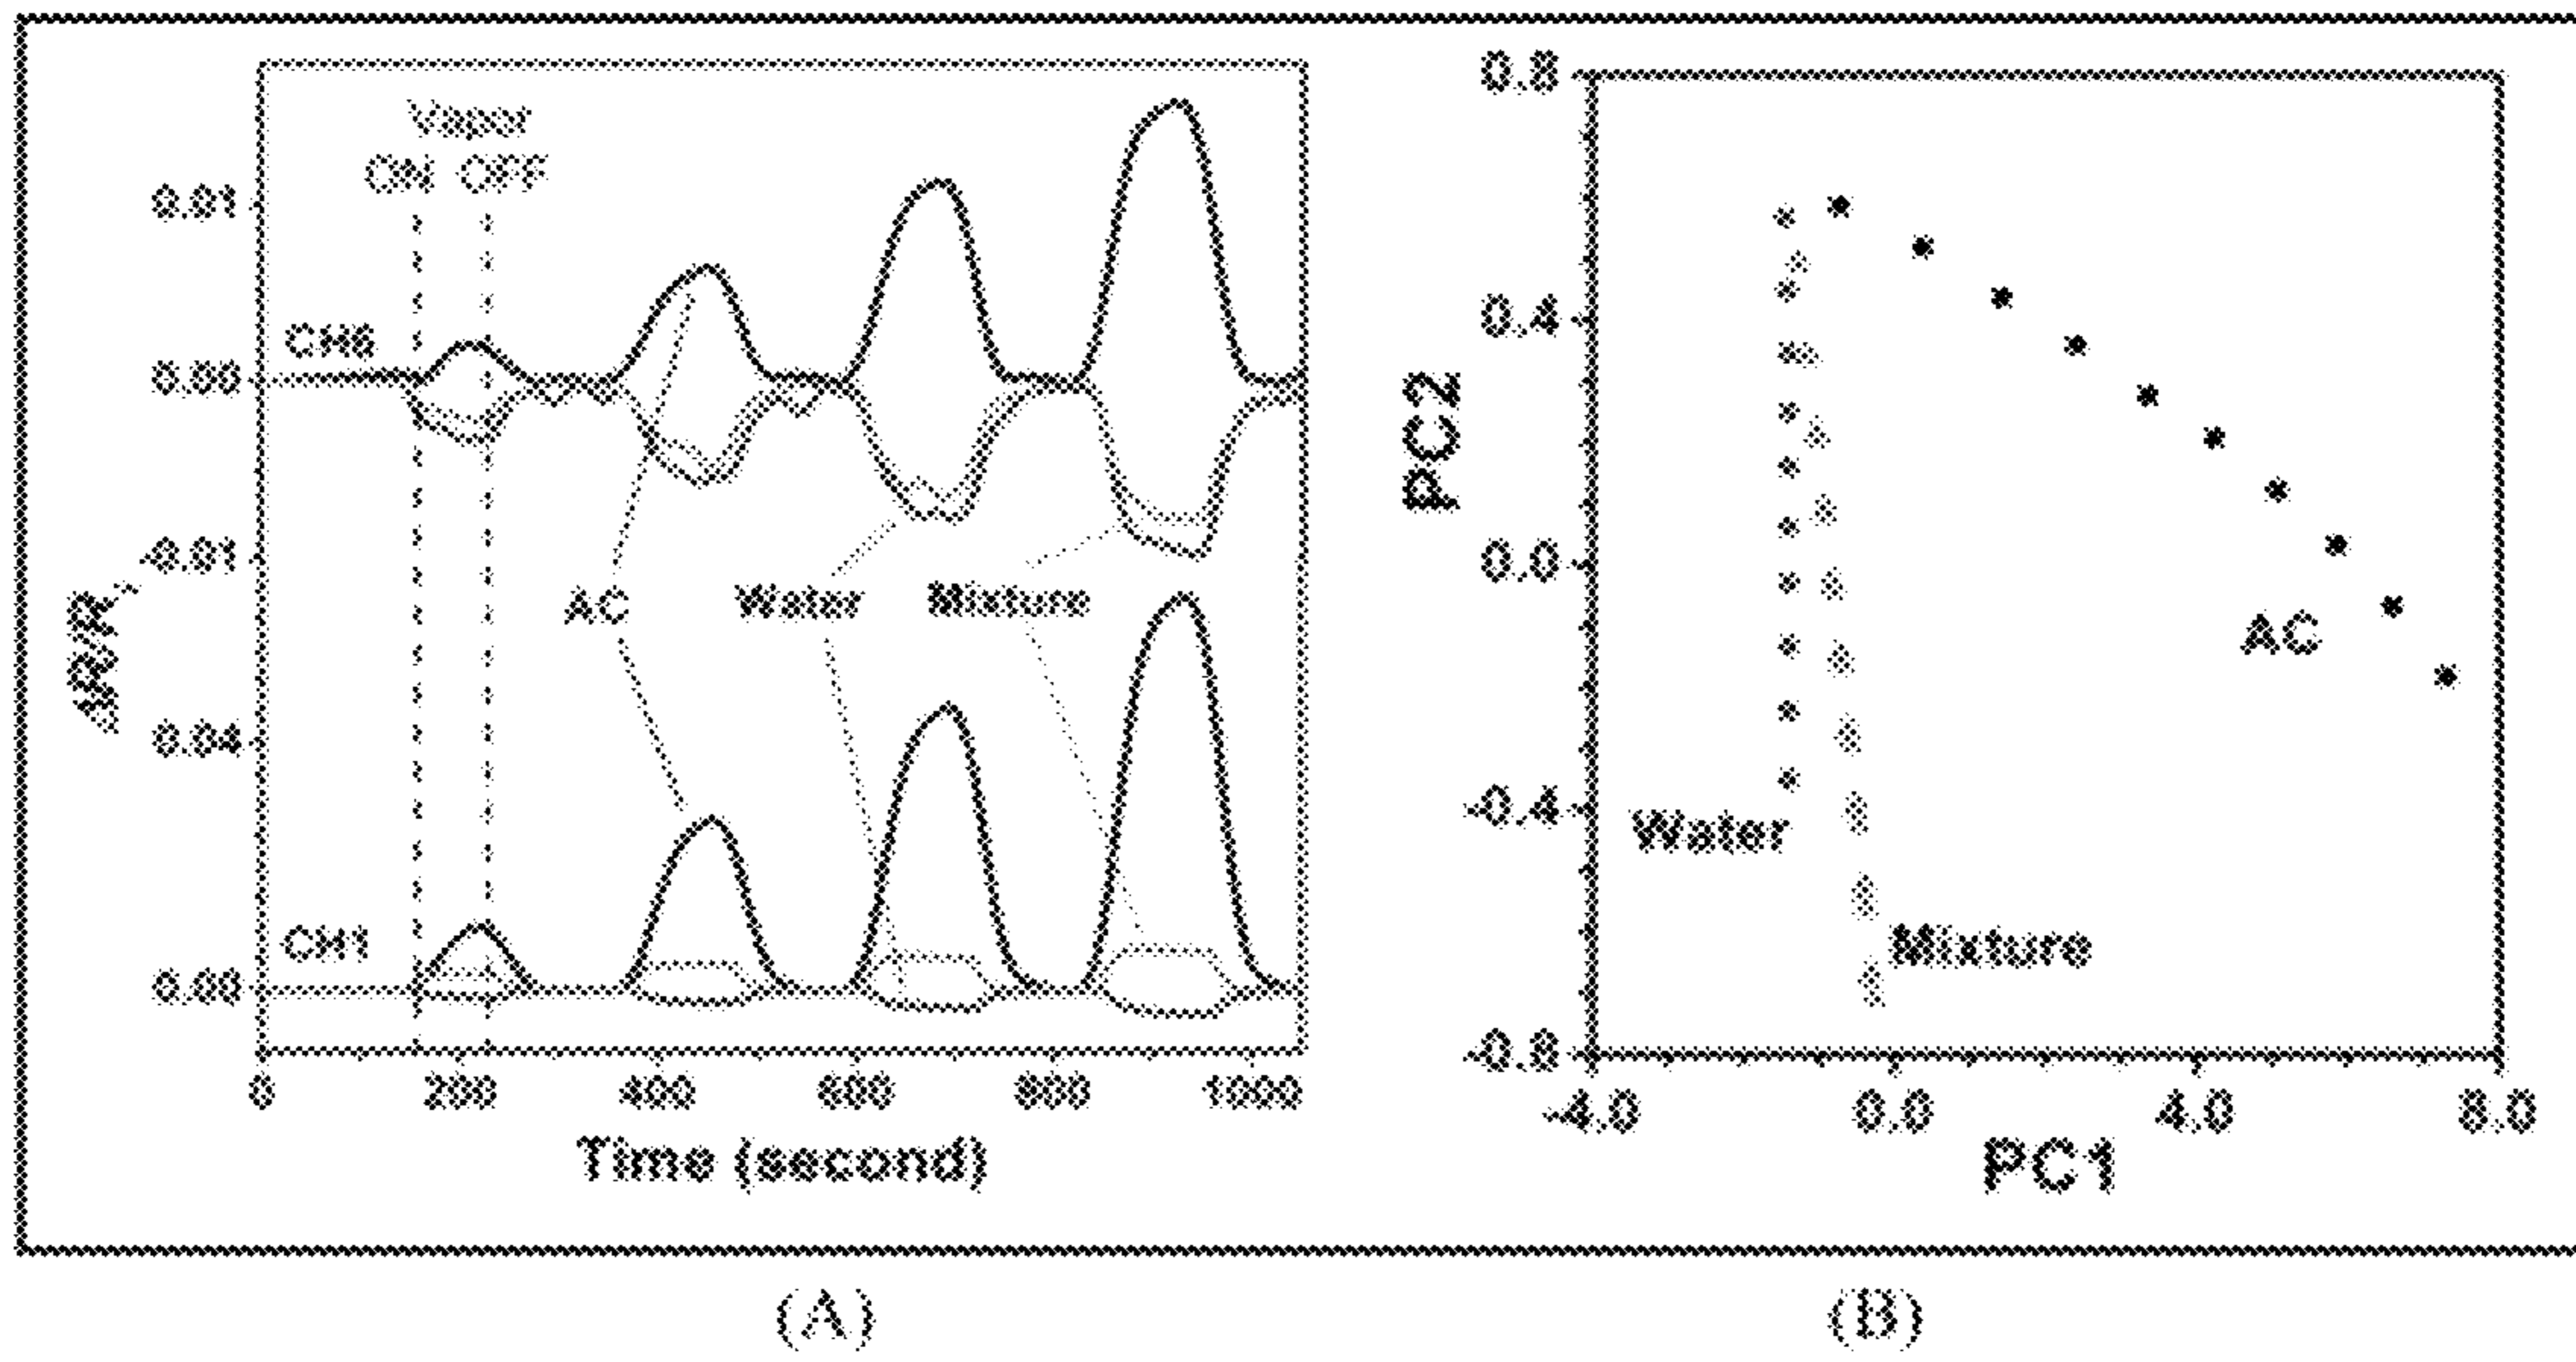 Vapor
ON OFF
0.01
CH6
0.00
-0.01
AC Water Mixture
0.04
CH1
0.00
0 200 400 600 800 1000
Time (second)
0.8
0.4
PC2
0.0
AC
-0.4
Water
Mixture
-0.8
-4.0 0.0 4.0 8.0
PC1
(A) (B)